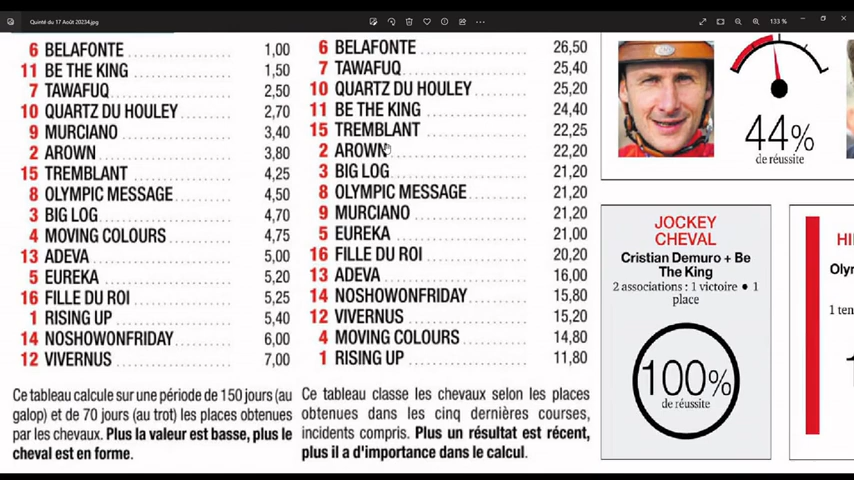 Quinté du 17 Août 20234.jpg
133 %
6 BELAFONTE 1,00
11 BE THE KING 1,50
7 TAWAFUQ 2,50
10 QUARTZ DU HOULEY 2,70
9 MURCIANO 3,40
2 AROWN 3,80
15 TREMBLANT 4,25
8 OLYMPIC MESSAGE 4,50
3 BIG LOG 4,70
4 MOVING COLOURS 4,75
13 ADEVA 5,00
5 EUREKA 5,20
16 FILLE DU ROI 5,25
1 RISING UP 5,40
14 NOSHOWONFRIDAY 6,00
12 VIVERNUS 7,00
Ce tableau calcule sur une période de 150 jours (au
galop) et de 70 jours (au trot) les places obtenues
par les chevaux. Plus la valeur est basse, plus le
cheval est en forme.
6 BELAFONTE 26,50
7 TAWAFUQ 25,40
10 QUARTZ DU HOULEY 25,20
11 BE THE KING 24,40
15 TREMBLANT 22,25
2 AROWN 22,20
3 BIG LOG 21,20
8 OLYMPIC MESSAGE 21,20
9 MURCIANO 21,20
5 EUREKA 21,00
16 FILLE DU ROI 20,20
13 ADEVA 16,00
14 NOSHOWONFRIDAY 15,80
12 VIVERNUS 15,20
4 MOVING COLOURS 14,80
1 RISING UP 11,80
Ce tableau classe les chevaux selon les places
obtenues dans les cinq dernières courses,
incidents compris. Plus un résultat est récent,
plus il a d'importance dans le calcul.
44%
de réussite
JOCKEY
CHEVAL
Cristian Demuro + Be
The King
2 associations : 1 victoire ● 1
place
100%
de réussite
HI
Oly
1 ten